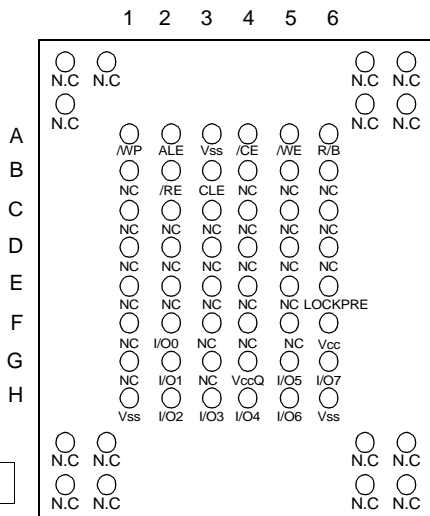 1 2 3 4 5 6
N.C N.C N.C N.C
N.C N.C N.C
A
/WP ALE Vss /CE /WE R/B
B
NC /RE CLE NC NC NC
C
NC NC NC NC NC NC
D
NC NC NC NC NC NC
E
NC NC NC NC NC LOCKPRE
F
NC I/O0 NC NC NC Vcc
G
NC I/O1 NC VccQ I/O5 I/O7
H
Vss I/O2 I/O3 I/O4 I/O6 Vss
N.C N.C N.C N.C
N.C N.C N.C N.C